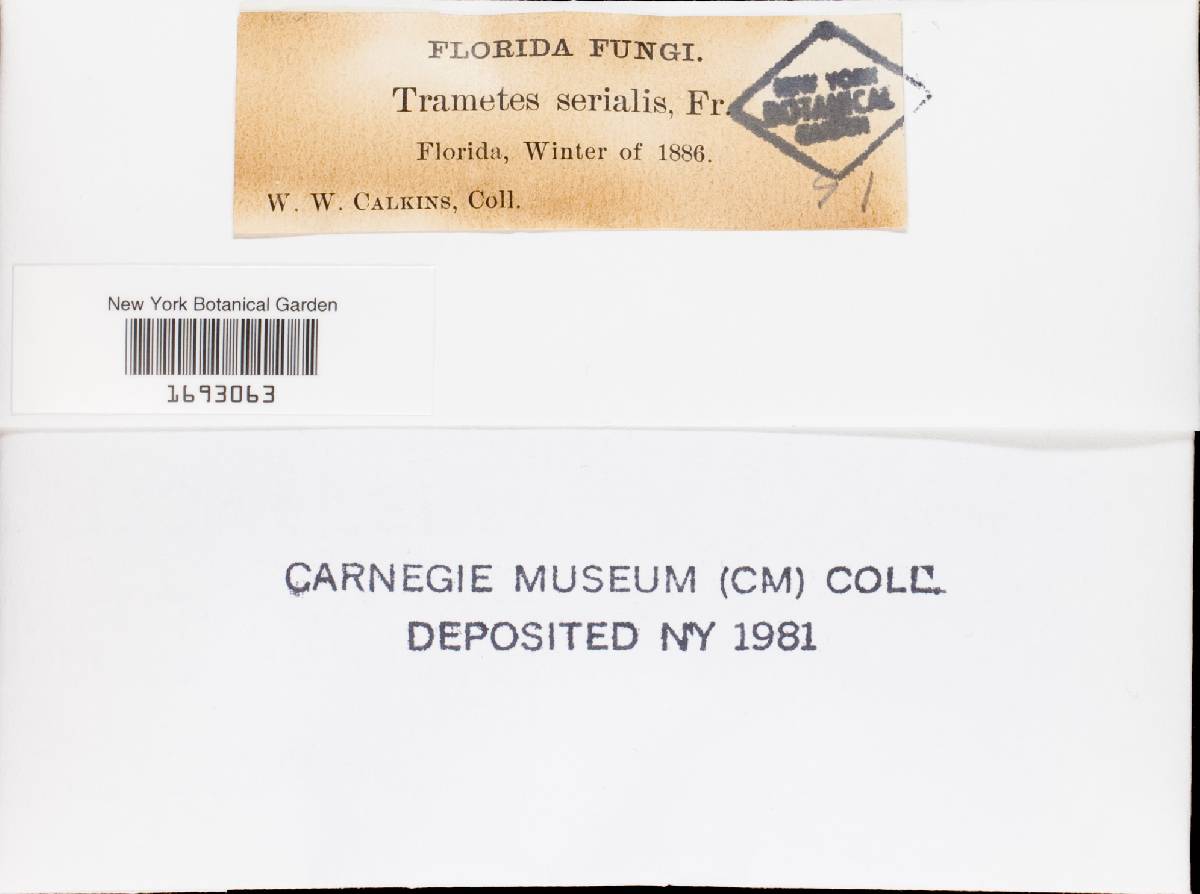 FLORIDA FUNGI.
Trametes serialis, Fr.
Florida, Winter of 1886.
W. W. CALKINS, Coll.
NEW YORK
BOTANICAL
GARDEN
91
New York Botanical Garden
1693063
CARNEGIE MUSEUM (CM) COLL.
DEPOSITED NY 1981